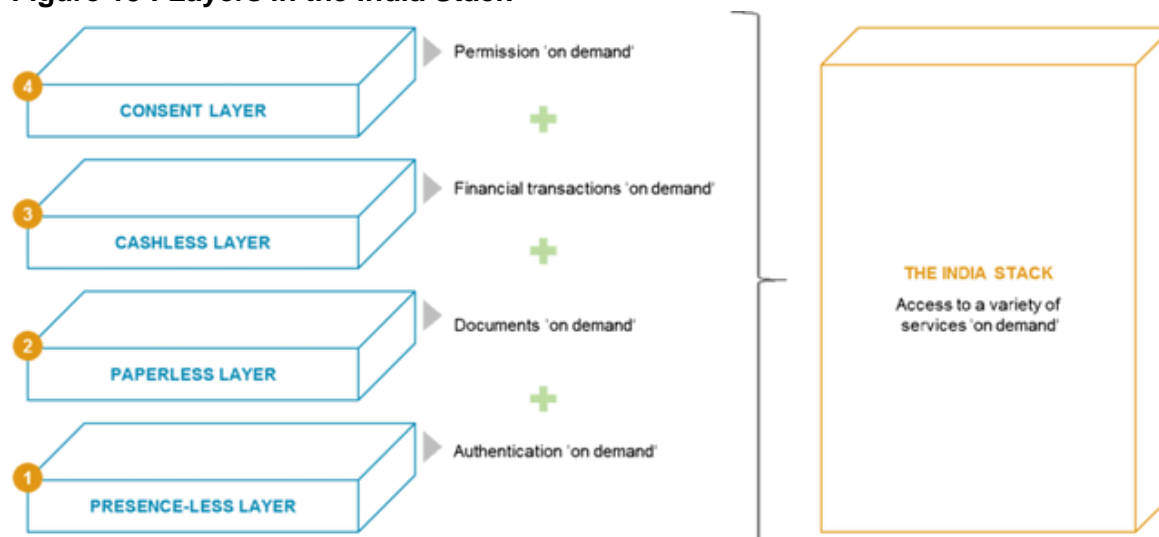 4
CONSENT LAYER
Permission 'on demand'
3
CASHLESS LAYER
Financial transactions 'on demand'
2
PAPERLESS LAYER
Documents 'on demand'
1
PRESENCE-LESS LAYER
Authentication 'on demand'
THE INDIA STACK
Access to a variety of
services 'on demand'